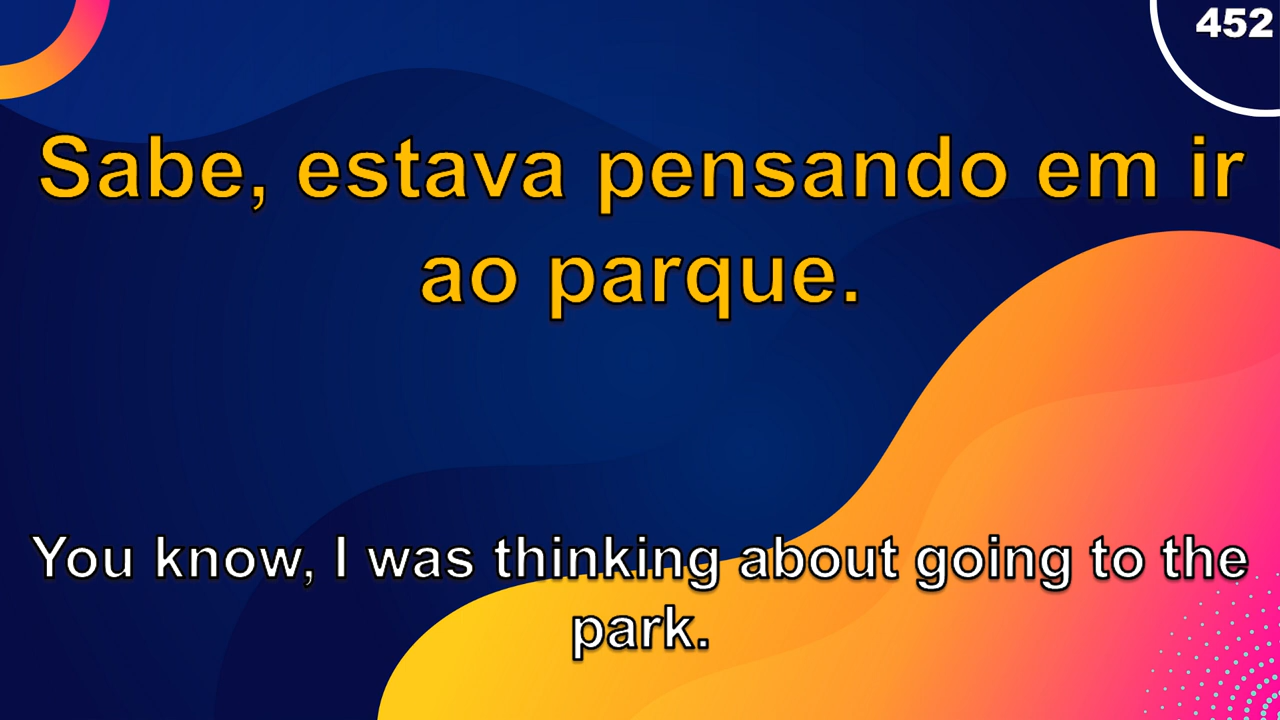 452
Sabe, estava pensando em ir
ao parque.
You know, I was thinking about going to the
park.